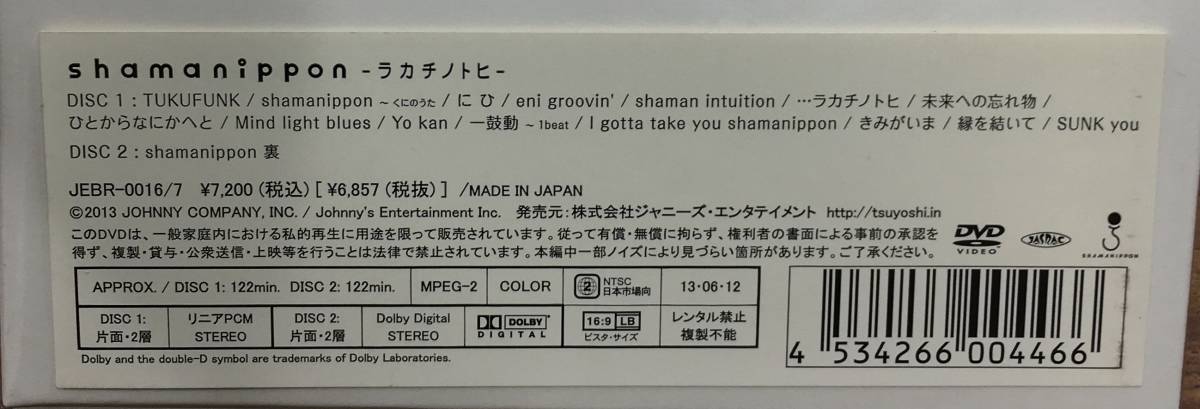 shamanippon -ラカチノトヒ-
DISC 1 : TUKUFUNK / shamanippon ~ くにのうた / に ひ / eni groovin' / shaman intuition / …ラカチノトヒ / 未来への忘れ物 /
ひとからなにかへと / Mind light blues / Yo kan / 一鼓動 ~ 1beat / I gotta take you shamanippon / きみがいま / 縁を結いて / SUNK you
DISC 2 : shamanippon 裏
JEBR-0016/7 ¥7,200 (税込) [ ¥6,857 (税抜) ] /MADE IN JAPAN
©2013 JOHNNY COMPANY, INC. / Johnny's Entertainment Inc. 発売元：株式会社ジャニーズ・エンタテイメント http://tsuyoshi.in
このDVDは、一般家庭内における私的再生に用途を限って販売されています。従って有償・無償に拘らず、権利者の書面による事前の承認を
得ず、複製・貸与・公衆送信・上映等を行うことは法律で禁止されています。本編中一部ノイズにより見づらい箇所があります。ご了承ください。
DVD VIDEO
JASRAC
SHAMANIPPON
APPROX. / DISC 1: 122min. DISC 2: 122min. MPEG-2 COLOR 2 NTSC 日本市場向 13・06・12
DISC 1: 片面・2層 リニアPCM STEREO DISC 2: 片面・2層 Dolby Digital STEREO DOLBY DIGITAL 16:9 LB ビスタ・サイズ レンタル禁止 複製不能
Dolby and the double-D symbol are trademarks of Dolby Laboratories.
4 534266 004466